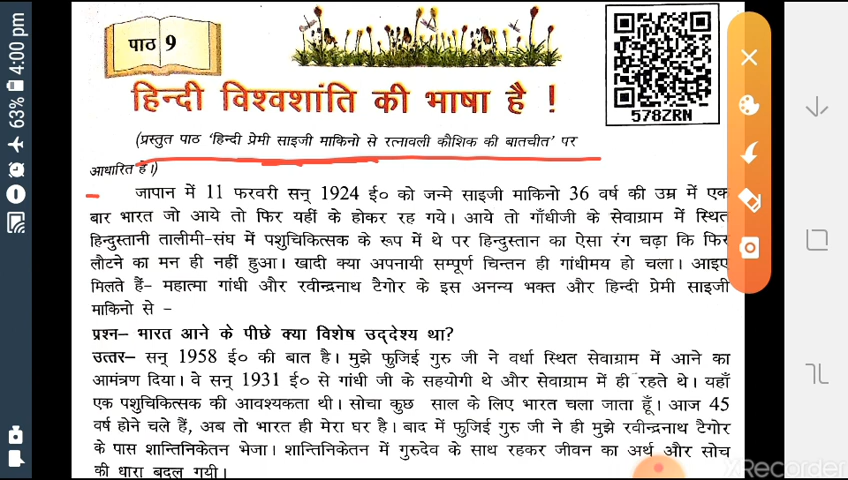 4:00 pm
63%
पाठ 9
578ZRN
हिन्दी विश्वशांति की भाषा है !
(प्रस्तुत पाठ 'हिन्दी प्रेमी साइजी माकिनो से रत्नावली कौशिक की बातचीत' पर
आधारित है।)
जापान में 11 फरवरी सन् 1924 ई० को जन्मे साइजी माकिनो 36 वर्ष की उम्र में एक
बार भारत जो आये तो फिर यहीं के होकर रह गये। आये तो गाँधीजी के सेवाग्राम में स्थित
हिन्दुस्तानी तालीमी-संघ में पशुचिकित्सक के रूप में थे पर हिन्दुस्तान का ऐसा रंग चढ़ा कि फिर
लौटने का मन ही नहीं हुआ। खादी क्या अपनायी सम्पूर्ण चिन्तन ही गांधीमय हो चला। आइए
मिलते हैं- महात्मा गांधी और रवीन्द्रनाथ टैगोर के इस अनन्य भक्त और हिन्दी प्रेमी साइजी
माकिनो से -
प्रश्न– भारत आने के पीछे क्या विशेष उद्देश्य था?
उत्तर- सन् 1958 ई० की बात है। मुझे फुजिई गुरु जी ने वर्धा स्थित सेवाग्राम में आने का
आमंत्रण दिया। वे सन् 1931 ई० से गांधी जी के सहयोगी थे और सेवाग्राम में ही रहते थे। यहाँ
एक पशुचिकित्सक की आवश्यकता थी। सोचा कुछ साल के लिए भारत चला जाता हूँ। आज 45
वर्ष होने चले हैं, अब तो भारत ही मेरा घर है। बाद में फुजिई गुरु जी ने ही मुझे रवीन्द्रनाथ टैगोर
के पास शान्तिनिकेतन भेजा। शान्तिनिकेतन में गुरुदेव के साथ रहकर जीवन का अर्थ और सोच
की धारा बदल गयी।
XRecorder